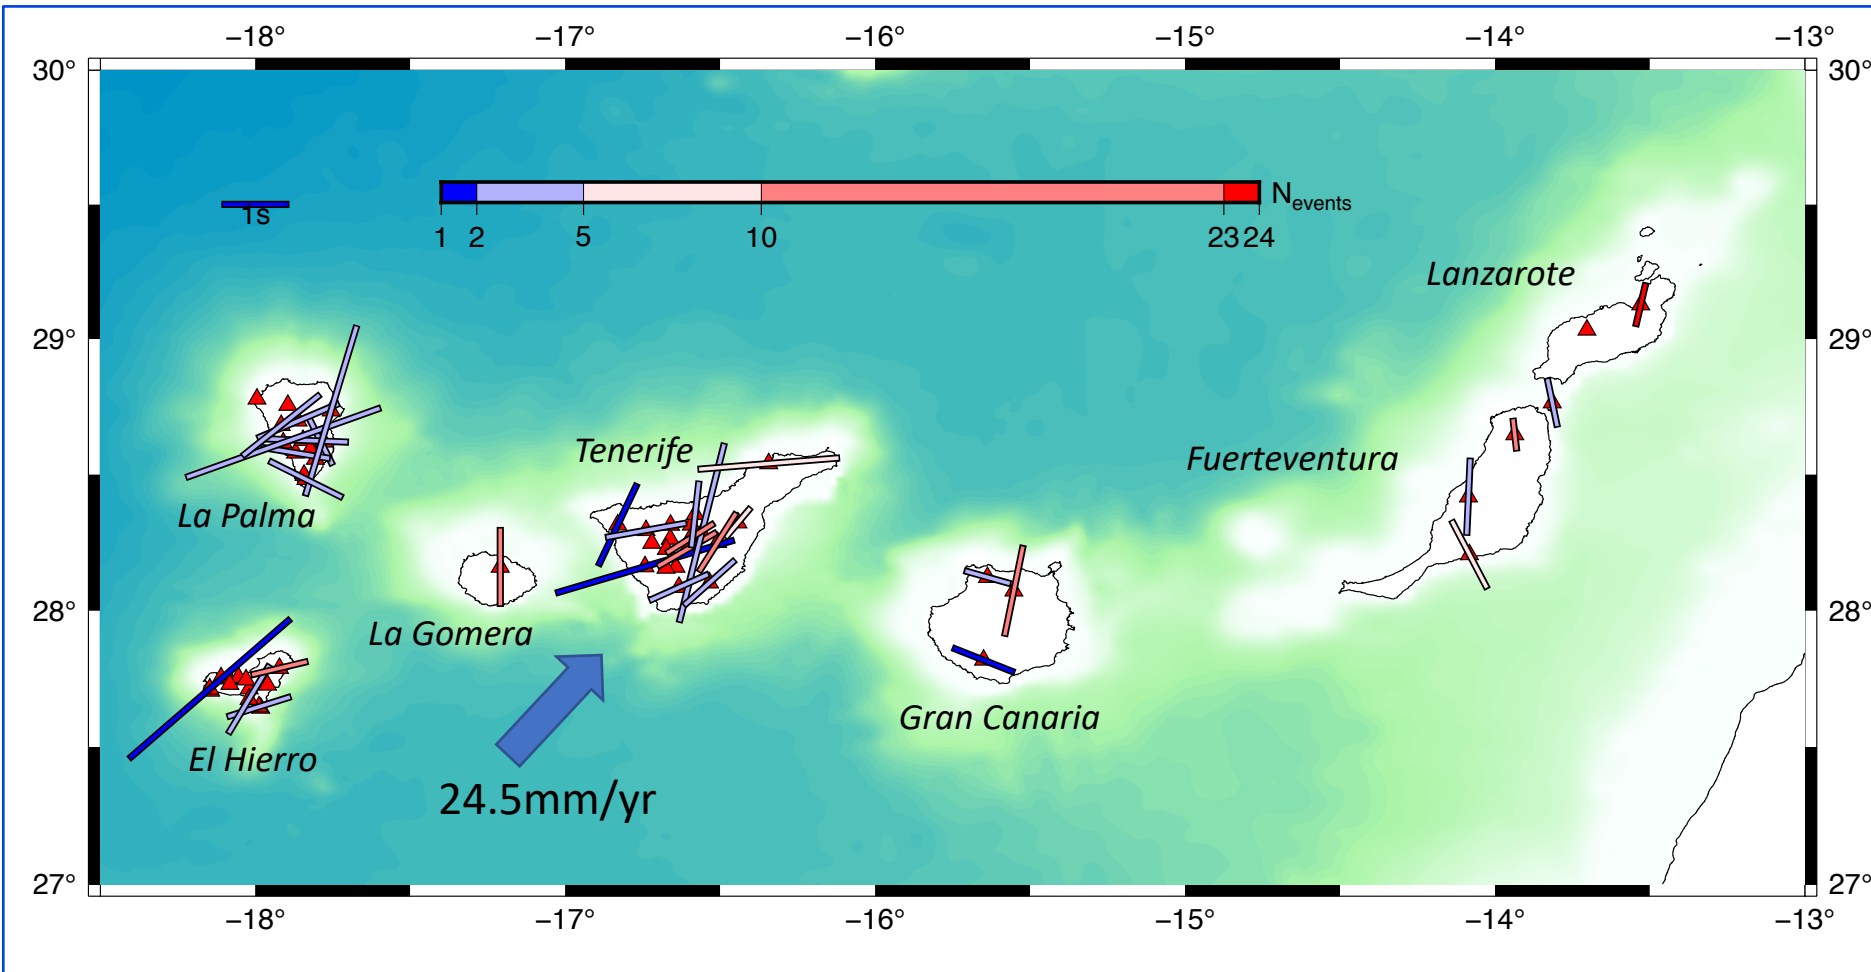 −18° −17° −16° −15° −14° −13°
30° 30°
1s
N_events
1 2 5 10 23 24
Lanzarote
29° 29°
Tenerife
Fuerteventura
La Palma
28° 28°
La Gomera
Gran Canaria
El Hierro
24.5mm/yr
27° 27°
−18° −17° −16° −15° −14° −13°